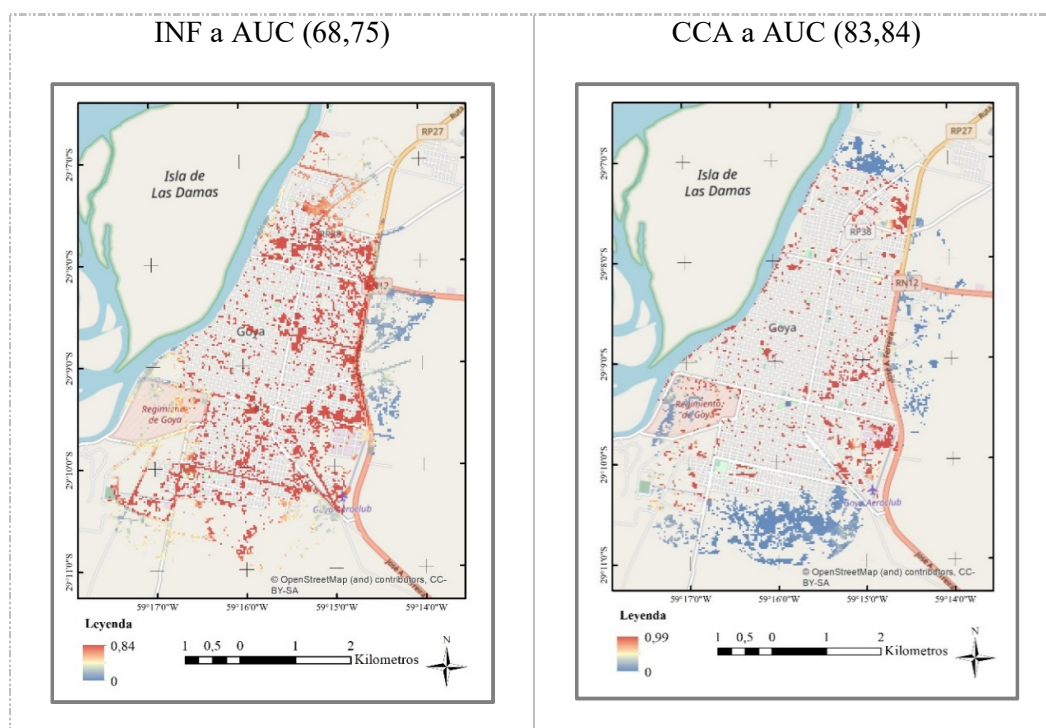 INF a AUC (68,75)
RP27
Isla de
Las Damas
Goya
Regimiento
de Goya
Goya Aeroclub
© OpenStreetMap (and) contributors, CC-
BY-SA
29°7'0"S
29°8'0"S
29°9'0"S
29°10'0"S
29°11'0"S
59°17'0"W
59°16'0"W
59°15'0"W
59°14'0"W
Leyenda
0,84
0
1
0,5
0
1
2
Kilometros
N
CCA a AUC (83,84)
RP27
Isla de
Las Damas
RP38
RN12
Goya
Regimiento
de Goya
Goya Aeroclub
© OpenStreetMap (and) contributors, CC-
BY-SA
29°7'0"S
29°8'0"S
29°9'0"S
29°10'0"S
29°11'0"S
59°17'0"W
59°16'0"W
59°15'0"W
59°14'0"W
Leyenda
0,99
0
1
0,5
0
1
2
Kilometros
N